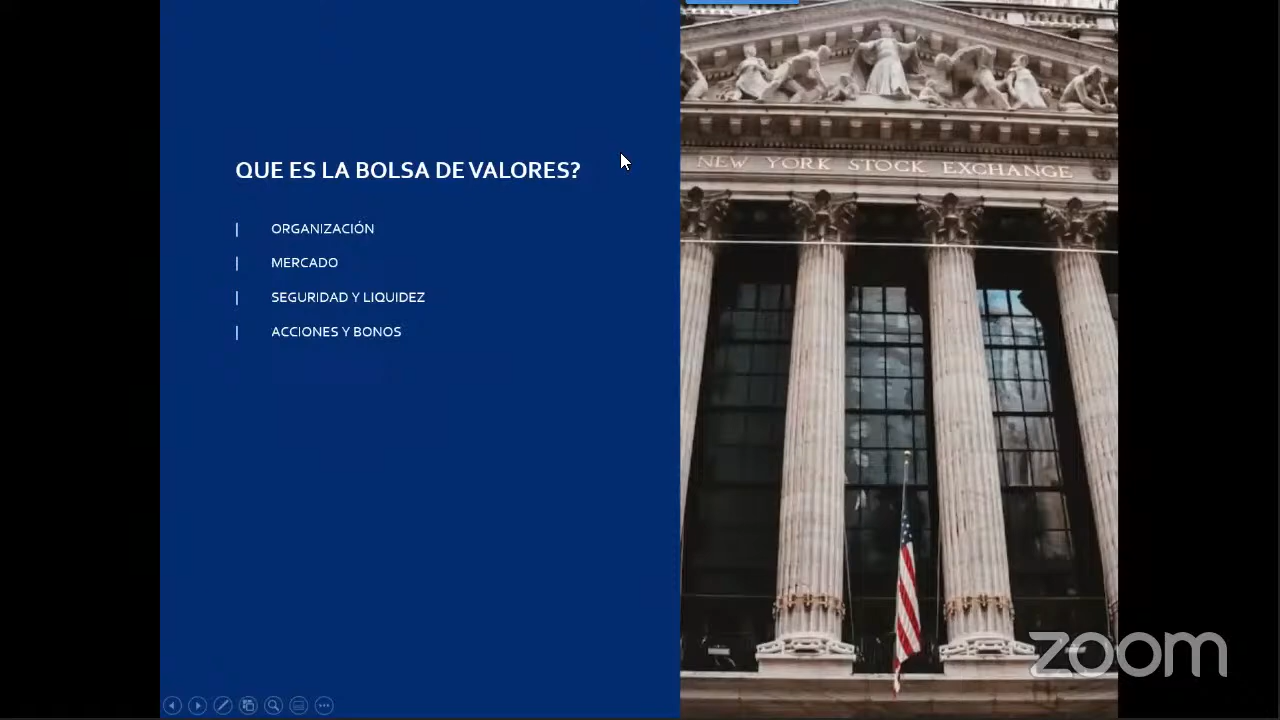 QUE ES LA BOLSA DE VALORES?
| ORGANIZACIÓN
| MERCADO
| SEGURIDAD Y LIQUIDEZ
| ACCIONES Y BONOS
NEW YORK STOCK EXCHANGE
zoom